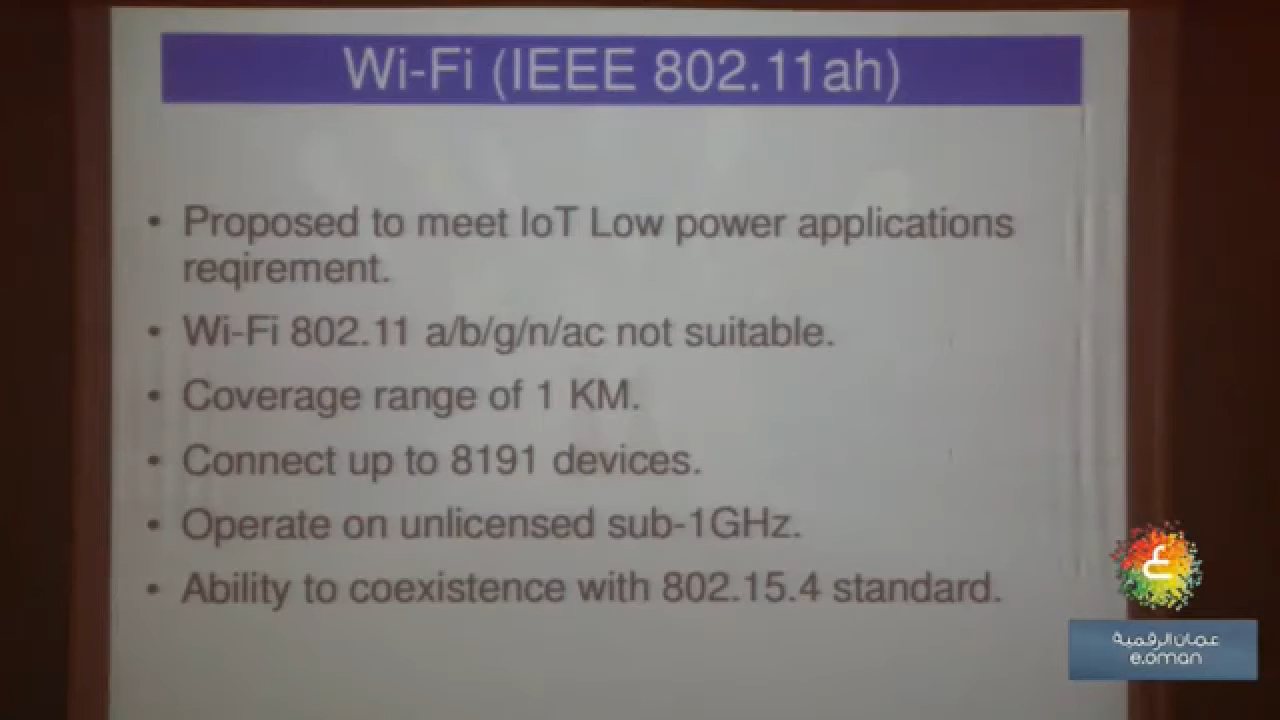 Wi-Fi (IEEE 802.11ah)
• Proposed to meet IoT Low power applications
reqirement.
• Wi-Fi 802.11 a/b/g/n/ac not suitable.
• Coverage range of 1 KM.
• Connect up to 8191 devices.
• Operate on unlicensed sub-1GHz.
• Ability to coexistence with 802.15.4 standard.
ع
عمان الرقمية
e.oman